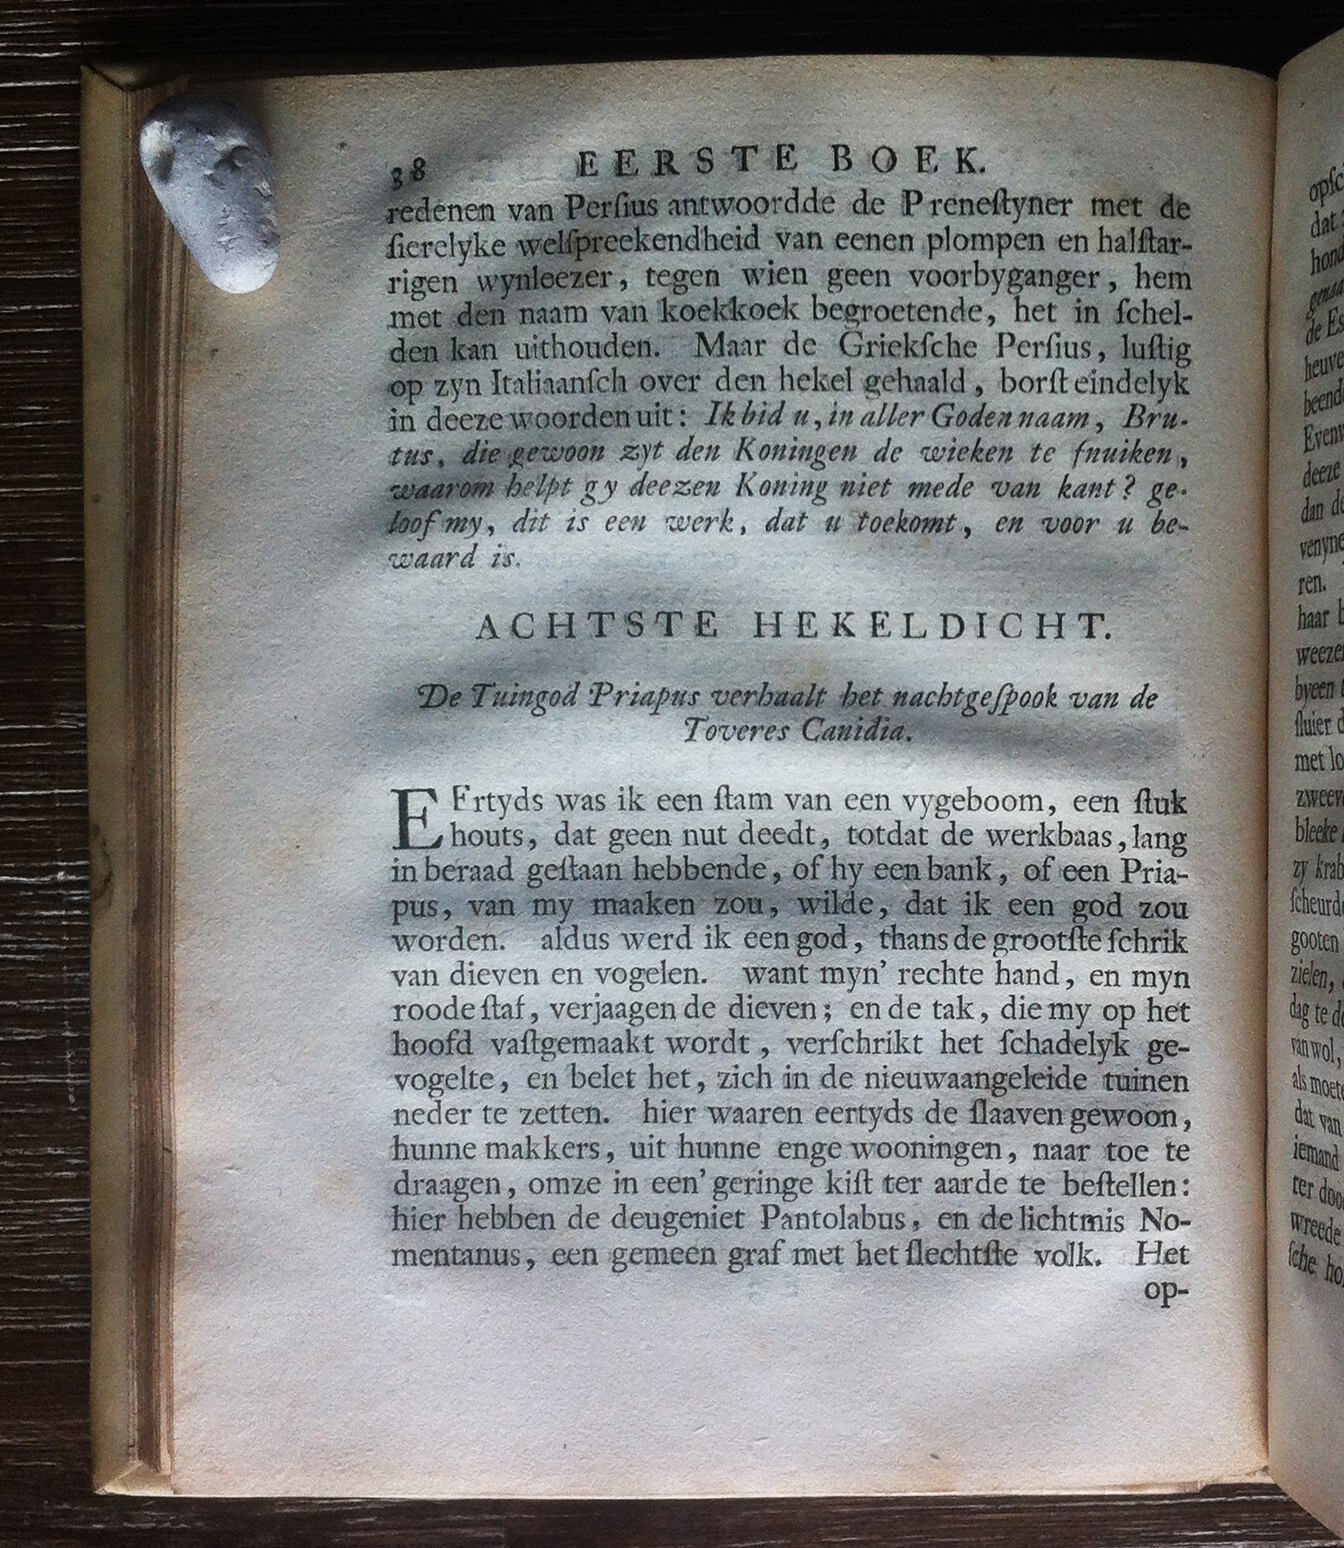 38 EERSTE BOEK.
redenen van Perſius antwoordde de Preneſtyner met de
ſierelyke welſpreekendheid van eenen plompen en halſtar-
rigen wynleezer, tegen wien geen voorbyganger, hem
met den naam van koekkoek begroetende, het in ſchel-
den kan uithouden. Maar de Griekſche Perſius, luſtig
op zyn Italiaanſch over den hekel gehaald, borſt eindelyk
in deeze woorden uit: Ik bid u, in aller Goden naam, Bru-
tus, die gewoon zyt den Koningen de wieken te ſnuiken,
waarom helpt gy deezen Koning niet mede van kant? ge-
loof my, dit is een werk, dat u toekomt, en voor u be-
waard is.
ACHTSTE HEKELDICHT.
De Tuingod Priapus verhaalt het nachtgeſpook van de
Toveres Canidia.
EErtyds was ik een ſtam van een vygeboom, een ſtuk
houts, dat geen nut deedt, totdat de werkbaas, lang
in beraad geſtaan hebbende, of hy een bank, of een Pria-
pus, van my maaken zou, wilde, dat ik een god zou
worden. aldus werd ik een god, thans de grootſte ſchrik
van dieven en vogelen. want myn' rechte hand, en myn
roode ſtaf, verjaagen de dieven; en de tak, die my op het
hoofd vaſtgemaakt wordt, verſchrikt het ſchadelyk ge-
vogelte, en belet het, zich in de nieuwaangeleide tuinen
neder te zetten. hier waaren eertyds de ſlaaven gewoon,
hunne makkers, uit hunne enge wooningen, naar toe te
draagen, omze in een' geringe kiſt ter aarde te beſtellen:
hier hebben de deugeniet Pantolabus, en de lichtmis No-
mentanus, een gemeen graf met het ſlechtſte volk. Het
op-